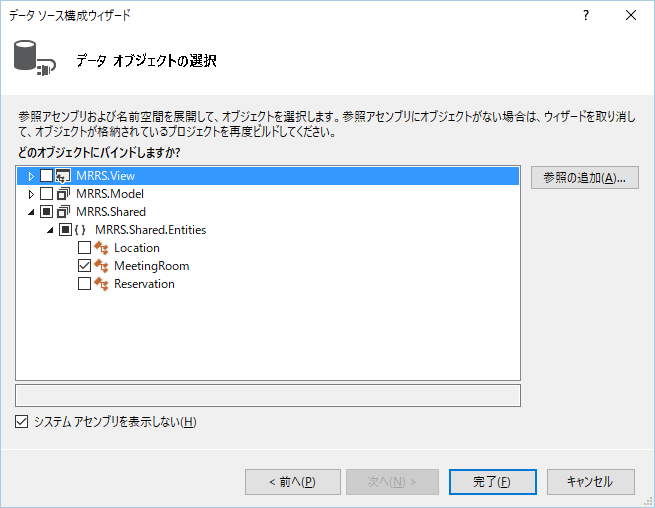 データ ソース構成ウィザード
?
データ オブジェクトの選択
参照アセンブリおよび名前空間を展開して、オブジェクトを選択します。参照アセンブリにオブジェクトがない場合は、ウィザードを取り消し
て、オブジェクトが格納されているプロジェクトを再度ビルドしてください。
どのオブジェクトにバインドしますか?
MRRS.View
参照の追加(A)...
MRRS.Model
MRRS.Shared
{ } MRRS.Shared.Entities
Location
MeetingRoom
Reservation
システム アセンブリを表示しない(H)
< 前へ(P)
次へ(N) >
完了(F)
キャンセル